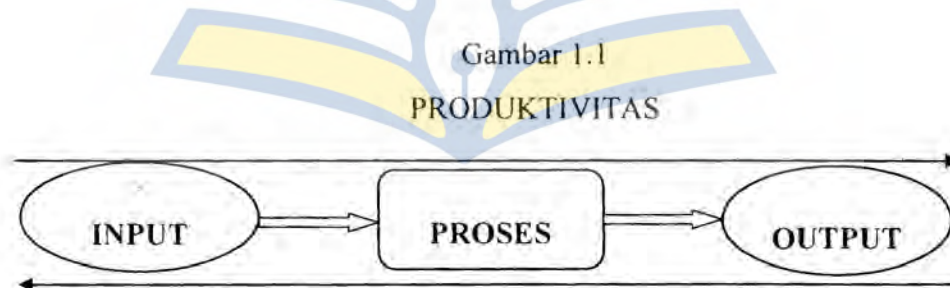 Gambar 1.1
PRODUKTIVITAS
INPUT
PROSES
OUTPUT